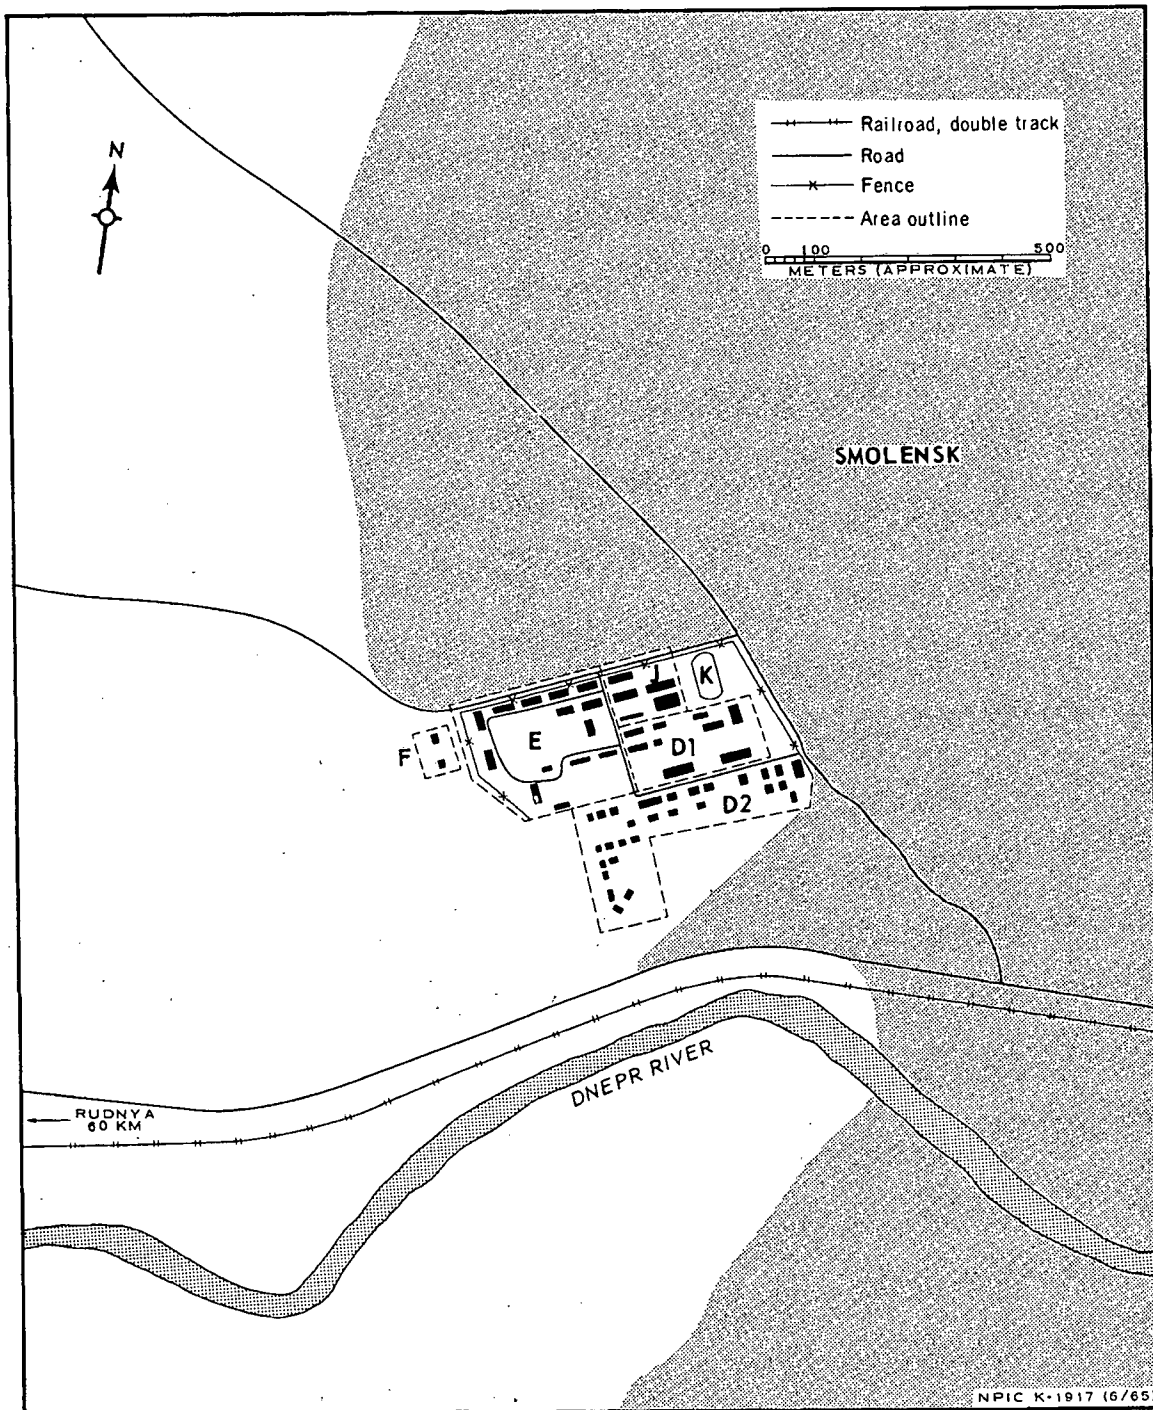 N
Railroad, double track
Road
Fence
Area outline
0 100 500
METERS (APPROXIMATE)
SMOLENSK
J
K
E
F
D1
D2
DNEPR RIVER
RUDNYA
60 KM
NPIC K-1917 (6/65)